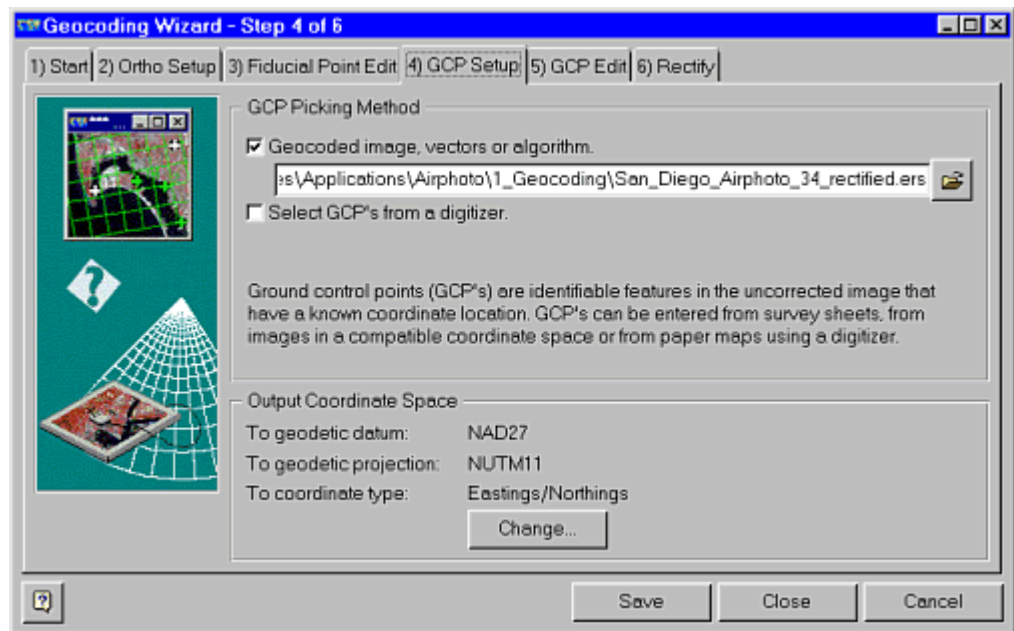 Geocoding Wizard - Step 4 of 6
1) Start 2) Ortho Setup 3) Fiducial Point Edit 4) GCP Setup 5) GCP Edit 6) Rectify
GCP Picking Method
Geocoded image, vectors or algorithm.
es\Applications\Airphoto\1_Geocoding\San_Diego_Airphoto_34_rectified.ers
Select GCP's from a digitizer.
Ground control points (GCP's) are identifiable features in the uncorrected image that
have a known coordinate location. GCP's can be entered from survey sheets, from
images in a compatible coordinate space or from paper maps using a digitizer.
Output Coordinate Space
To geodetic datum: NAD27
To geodetic projection: NUTM11
To coordinate type: Eastings/Northings
Change...
Save Close Cancel